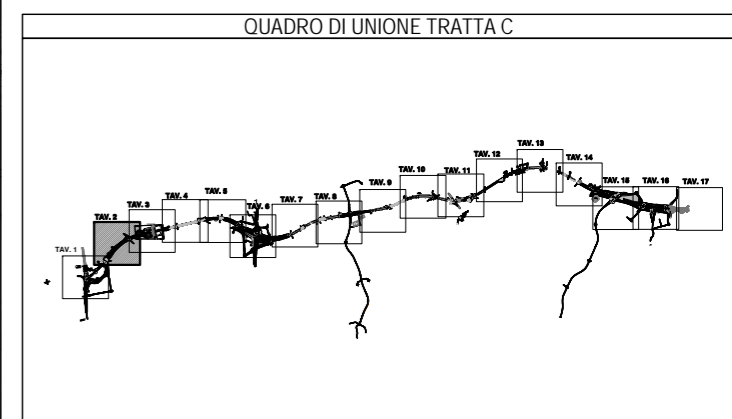 QUADRO DI UNIONE TRATTA C
TAV. 1
TAV. 2
TAV. 3
TAV. 4
TAV. 5
TAV. 6
TAV. 7
TAV. 8
TAV. 9
TAV. 10
TAV. 11
TAV. 12
TAV. 13
TAV. 14
TAV. 15
TAV. 16
TAV. 17